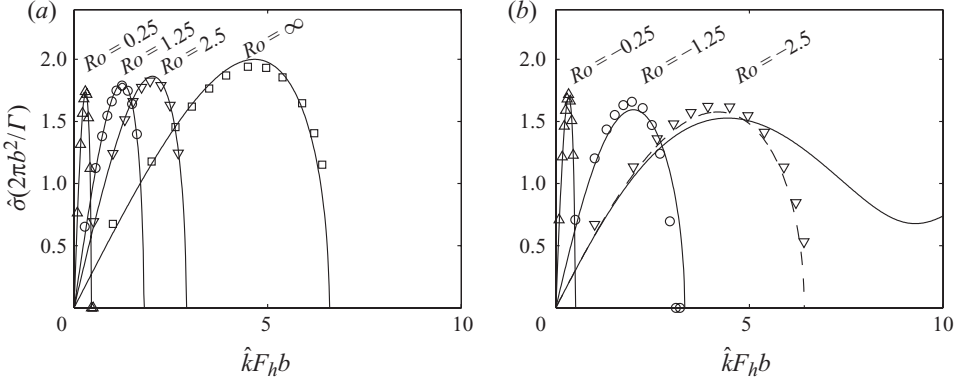 (a)
Ro = 0.25
Ro = 1.25
Ro = 2.5
Ro = ∞
2.0
1.5
1.0
0.5
0
5
10
σ̂(2πb²/Γ)
k̂F_h b
(b)
Ro = −0.25
Ro = −1.25
Ro = −2.5
2.0
1.5
1.0
0.5
0
5
10
k̂F_h b